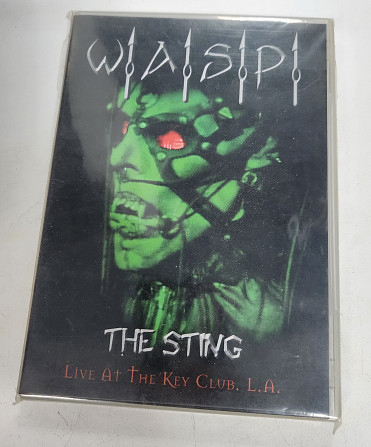 W.A.S.P.
THE STING
LIVE AT THE KEY CLUB, L.A.